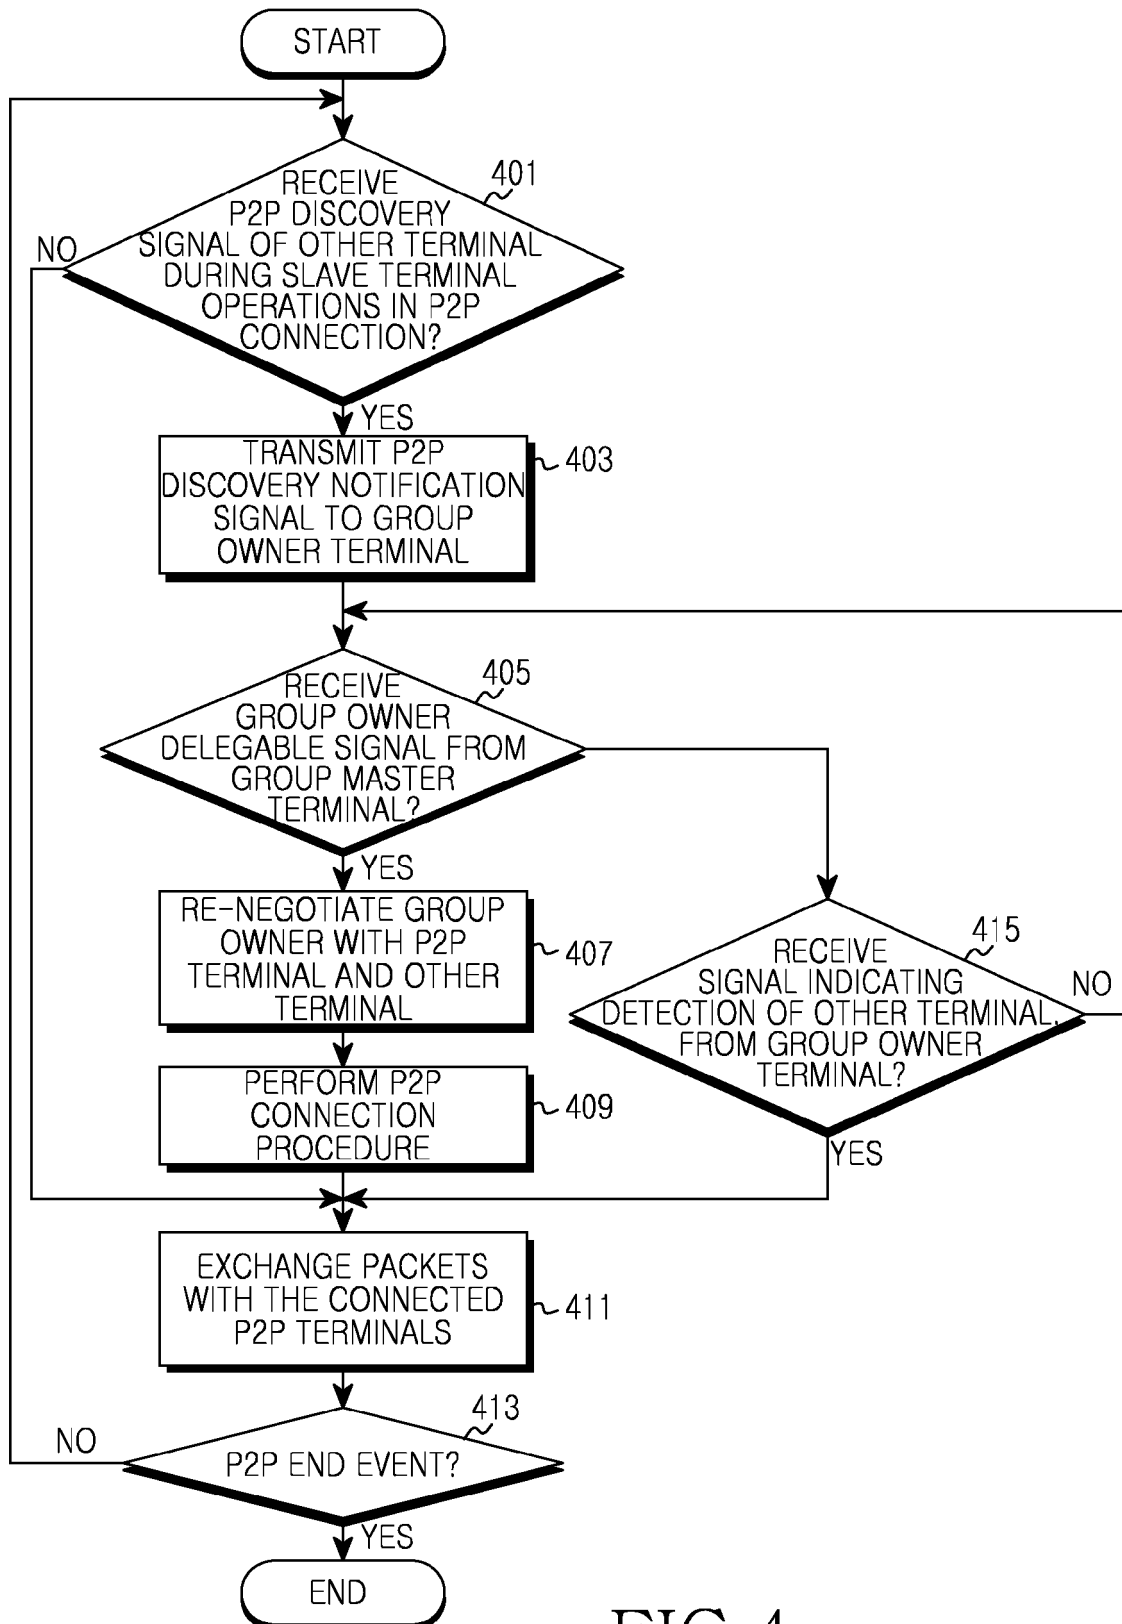 START
401
RECEIVE
P2P DISCOVERY
SIGNAL OF OTHER TERMINAL
DURING SLAVE TERMINAL
OPERATIONS IN P2P
CONNECTION?
NO
YES
TRANSMIT P2P
DISCOVERY NOTIFICATION
SIGNAL TO GROUP
OWNER TERMINAL
403
405
RECEIVE
GROUP OWNER
DELEGABLE SIGNAL FROM
GROUP MASTER
TERMINAL?
YES
RE-NEGOTIATE GROUP
OWNER WITH P2P
TERMINAL AND OTHER
TERMINAL
407
415
RECEIVE
SIGNAL INDICATING
DETECTION OF OTHER TERMINAL,
FROM GROUP OWNER
TERMINAL?
NO
YES
PERFORM P2P
CONNECTION
PROCEDURE
409
EXCHANGE PACKETS
WITH THE CONNECTED
P2P TERMINALS
411
413
P2P END EVENT?
NO
YES
END
FIG.4